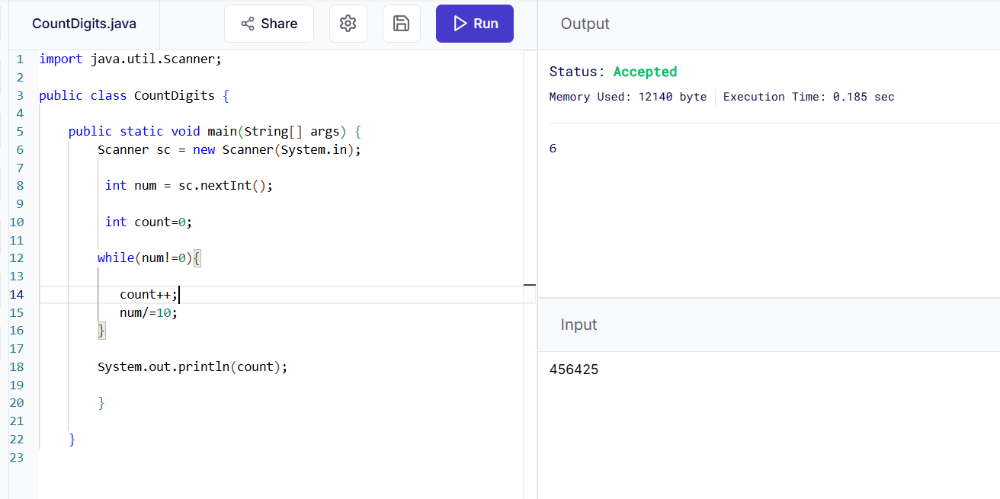 CountDigits.java
Share
Run
1 import java.util.Scanner;
2
3 public class CountDigits {
4
5     public static void main(String[] args) {
6         Scanner sc = new Scanner(System.in);
7
8          int num = sc.nextInt();
9
10          int count=0;
11
12         while(num!=0){
13
14            count++;
15            num/=10;
16         }
17
18         System.out.println(count);
19
20         }
21
22     }
23
Output
Status: Accepted
Memory Used: 12140 byte Execution Time: 0.185 sec
6
Input
456425